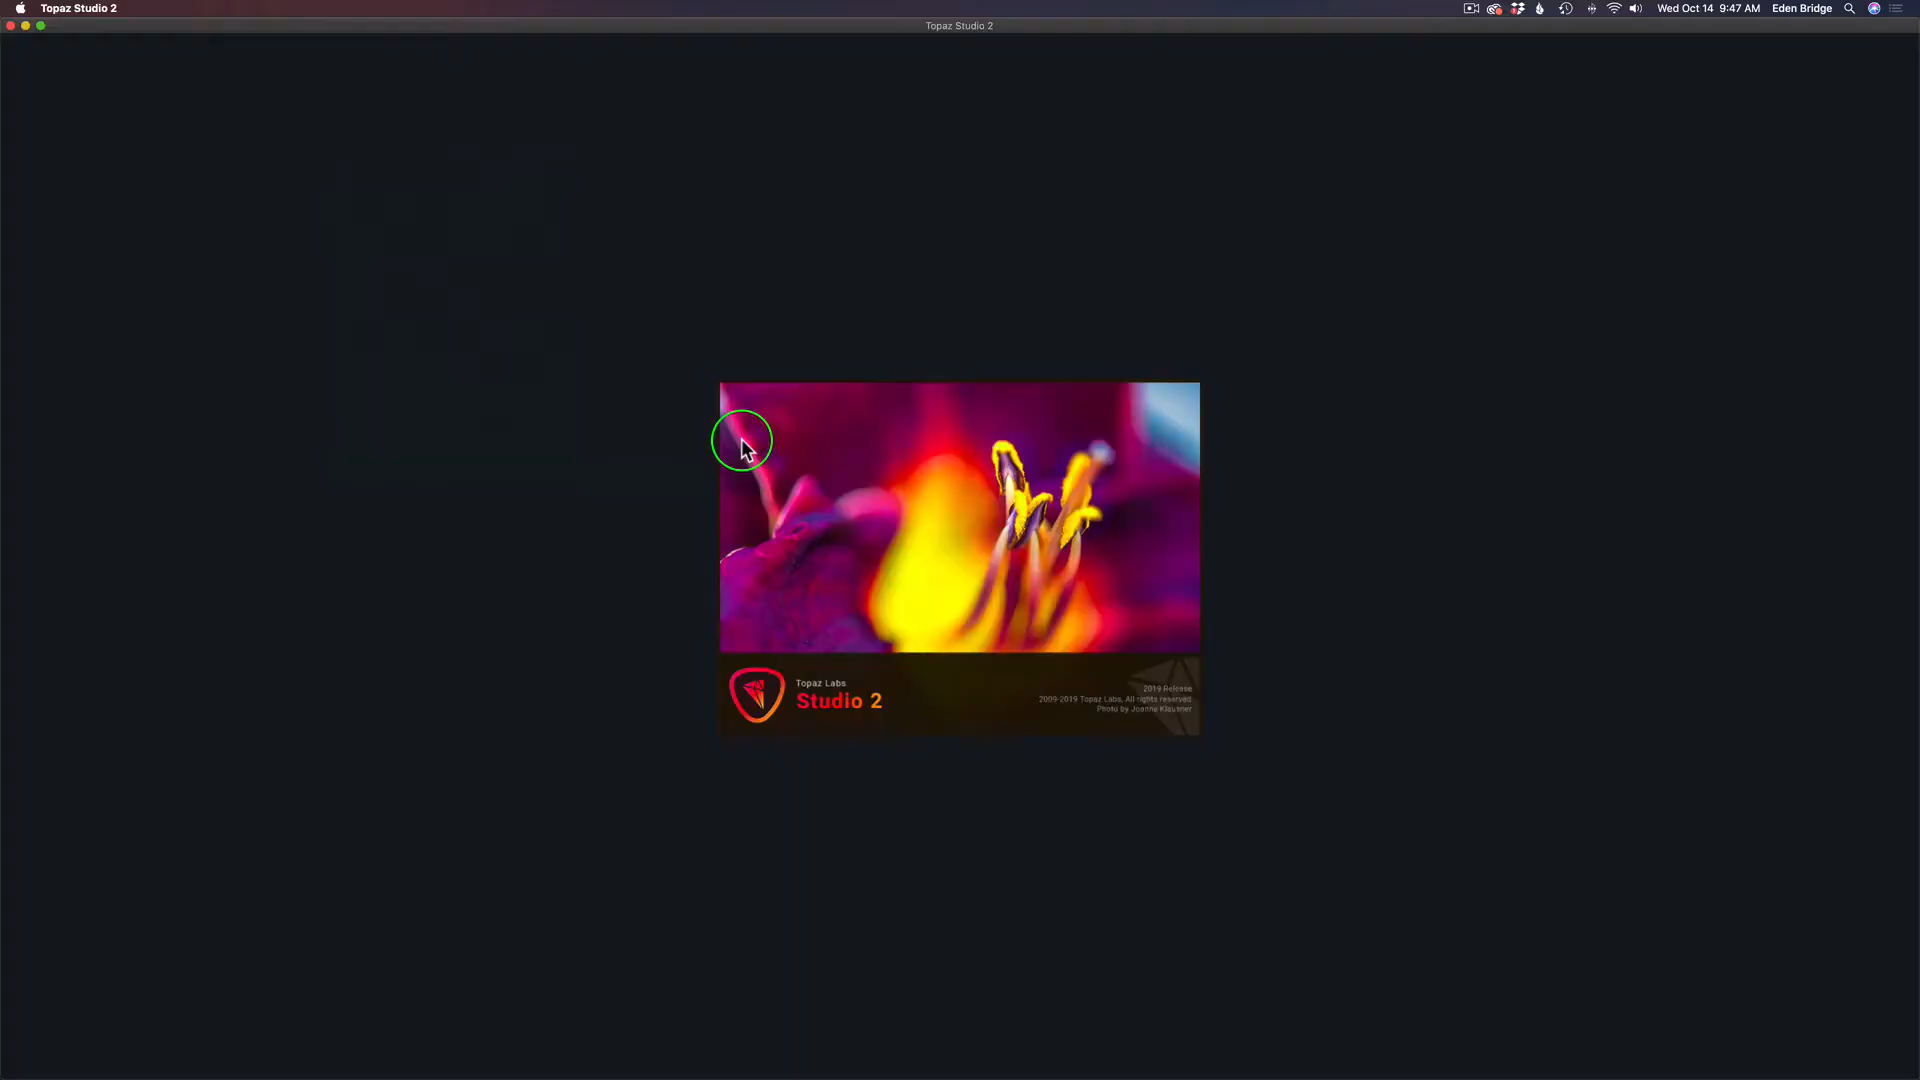 Topaz Studio 2
Wed Oct 14 9:47 AM
Eden Bridge
Topaz Studio 2
Topaz Labs
Studio 2
2019 Release
2009-2019 Topaz Labs, All rights reserved
Photo by Joanna Klausner